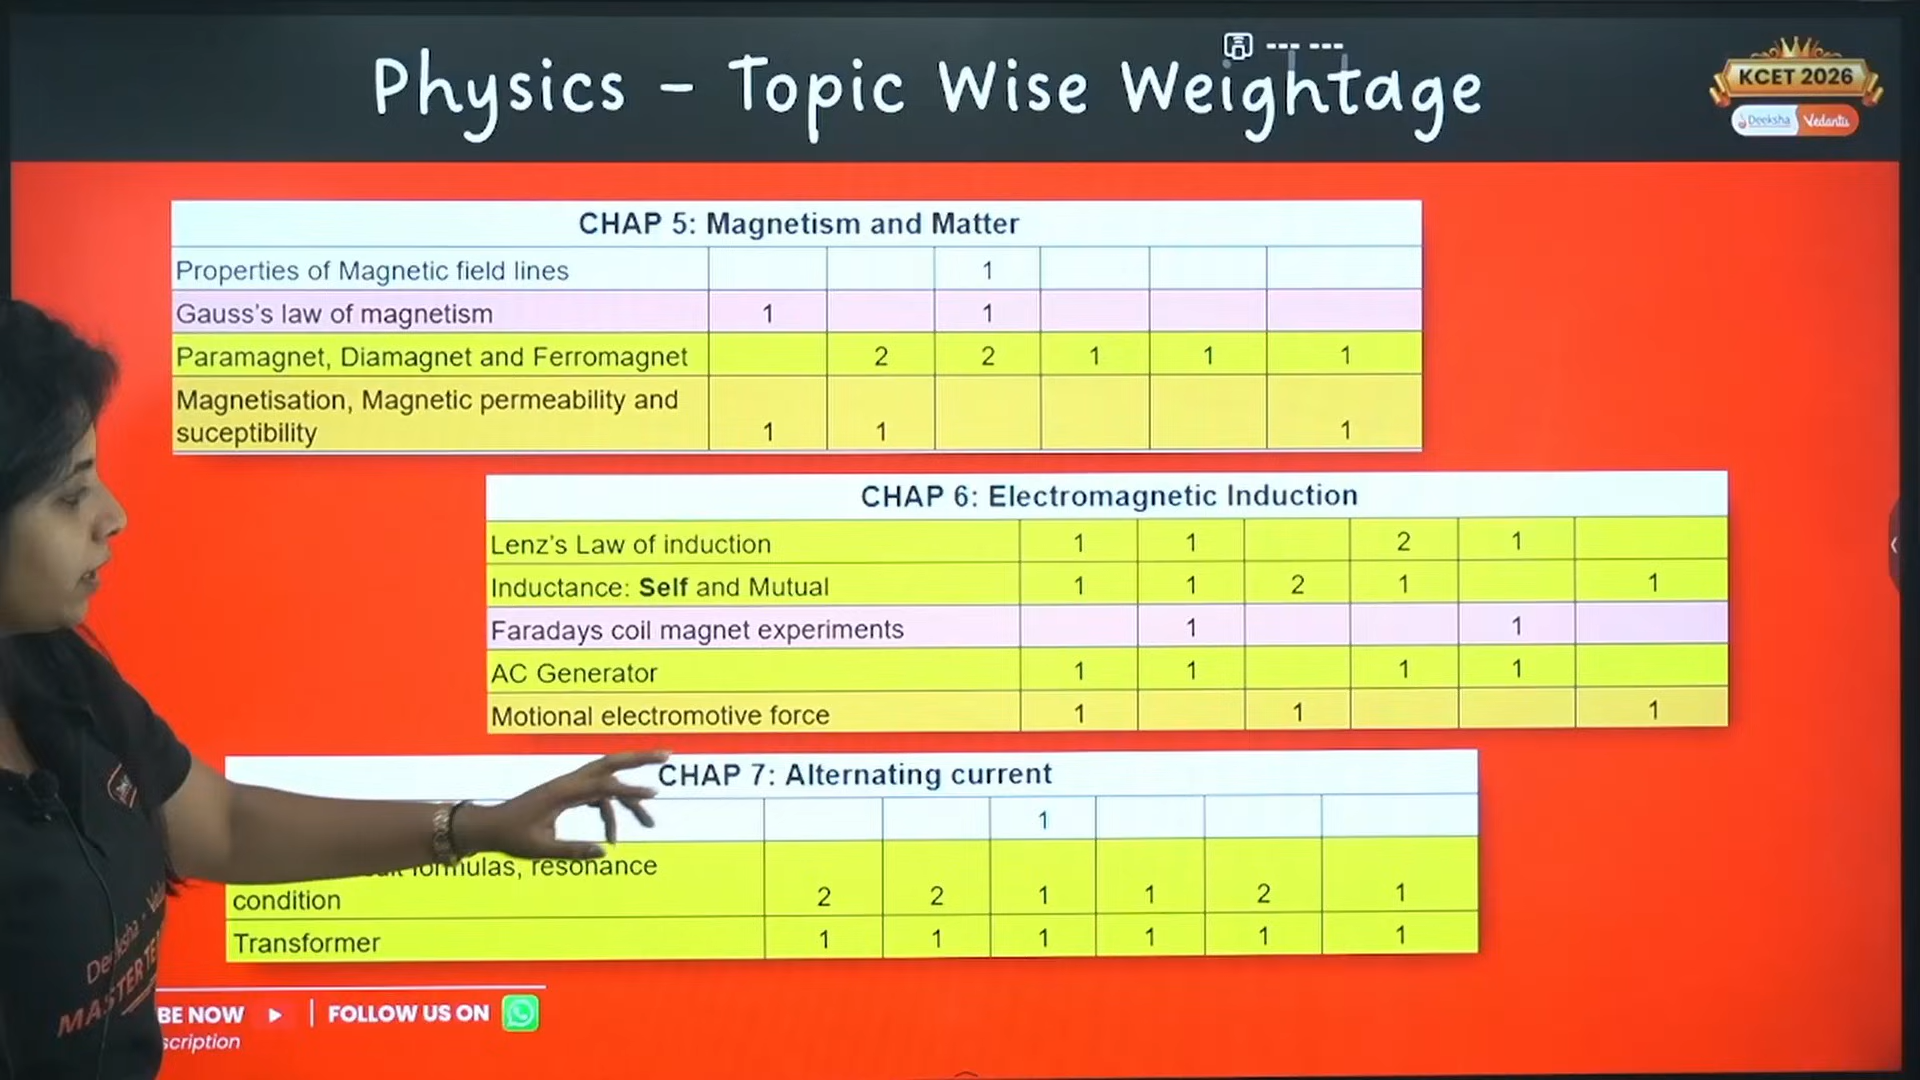 Physics - Topic Wise Weightage
KCET 2026
Deeksha Vedantu
CHAP 5: Magnetism and Matter
Properties of Magnetic field lines 1
Gauss's law of magnetism 1 1
Paramagnet, Diamagnet and Ferromagnet 2 2 1 1 1
Magnetisation, Magnetic permeability and
suceptibility 1 1 1
CHAP 6: Electromagnetic Induction
Lenz's Law of induction 1 1 2 1
Inductance: Self and Mutual 1 1 2 1 1
Faradays coil magnet experiments 1 1
AC Generator 1 1 1 1
Motional electromotive force 1 1 1
CHAP 7: Alternating current
1
formulas, resonance
condition 2 2 1 1 2 1
Transformer 1 1 1 1 1 1
BE NOW | FOLLOW US ON
scription